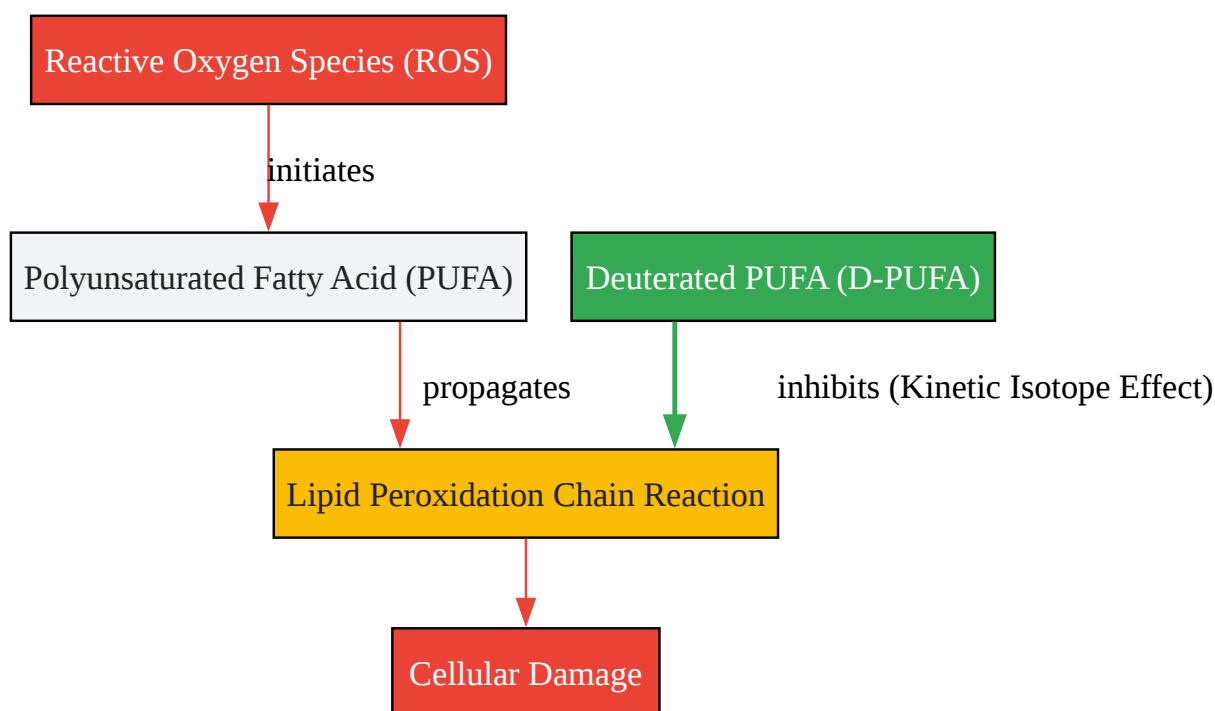 Reactive Oxygen Species (ROS)
initiates
Polyunsaturated Fatty Acid (PUFA)
Deuterated PUFA (D-PUFA)
propagates
inhibits (Kinetic Isotope Effect)
Lipid Peroxidation Chain Reaction
Cellular Damage